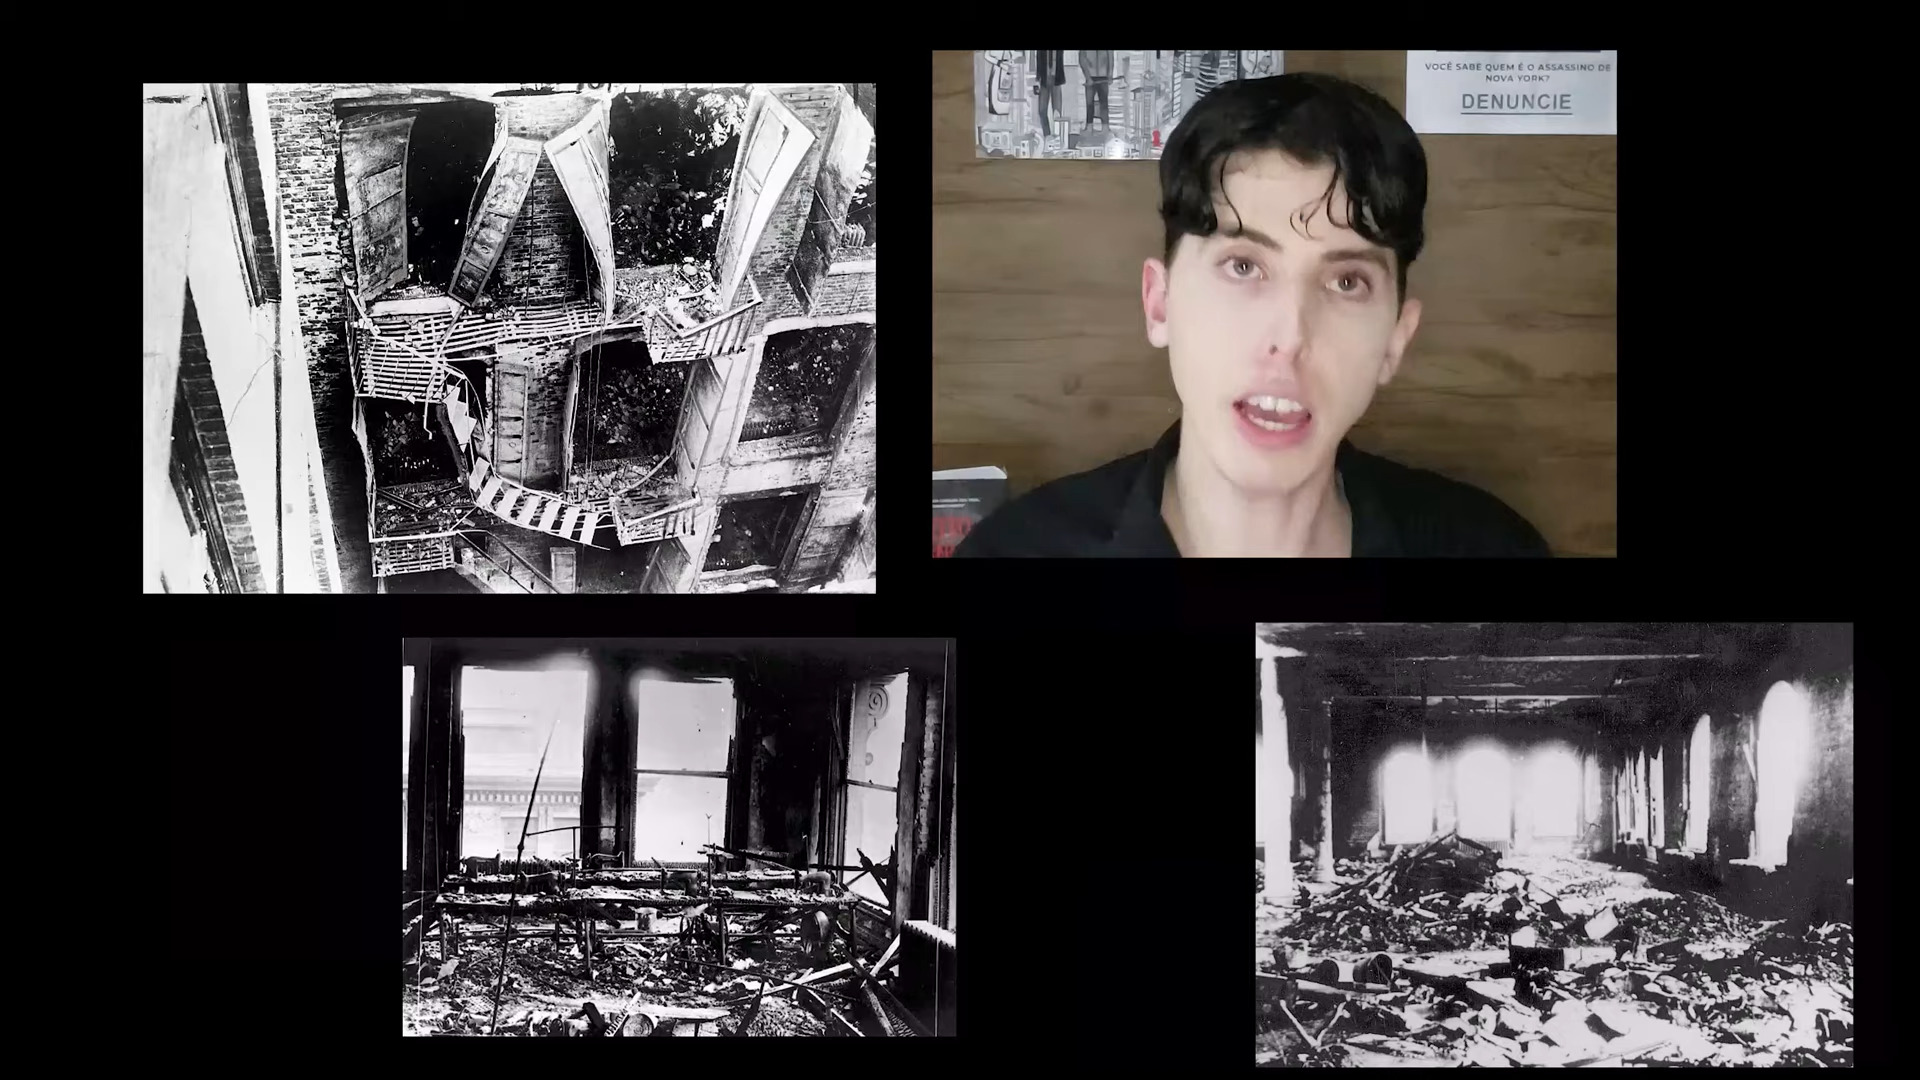 VOCÊ SABE QUEM É O ASSASSINO DE
NOVA YORK?
DENUNCIE